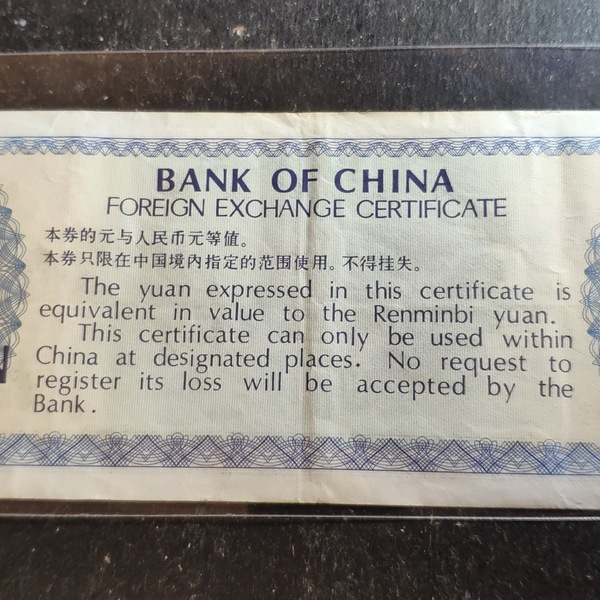 BANK OF CHINA
FOREIGN EXCHANGE CERTIFICATE
本券的元与人民币元等值。
本券只限在中国境内指定的范围使用。不得挂失。
The yuan expressed in this certificate is
equivalent in value to the Renminbi yuan.
This certificate can only be used within
China at designated places. No request to
register its loss will be accepted by the
Bank.